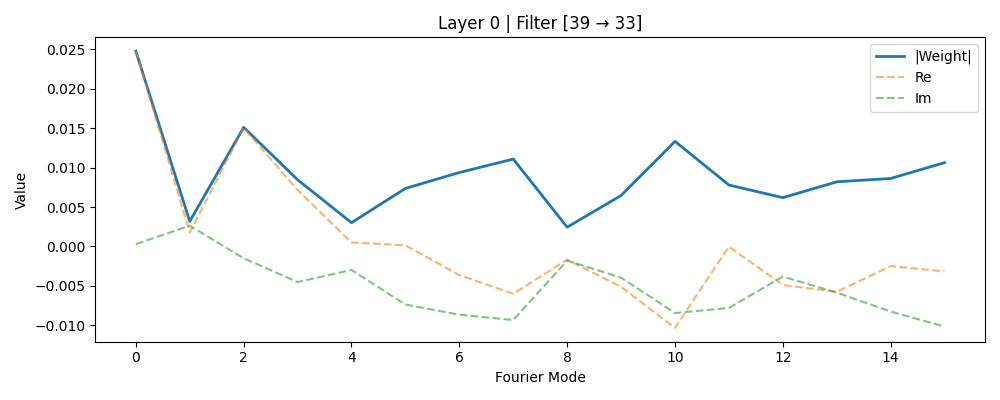 Layer 0 | Filter [39 → 33]
|Weight|
Re
Im
Value
0.025
0.020
0.015
0.010
0.005
0.000
−0.005
−0.010
0 2 4 6 8 10 12 14
Fourier Mode